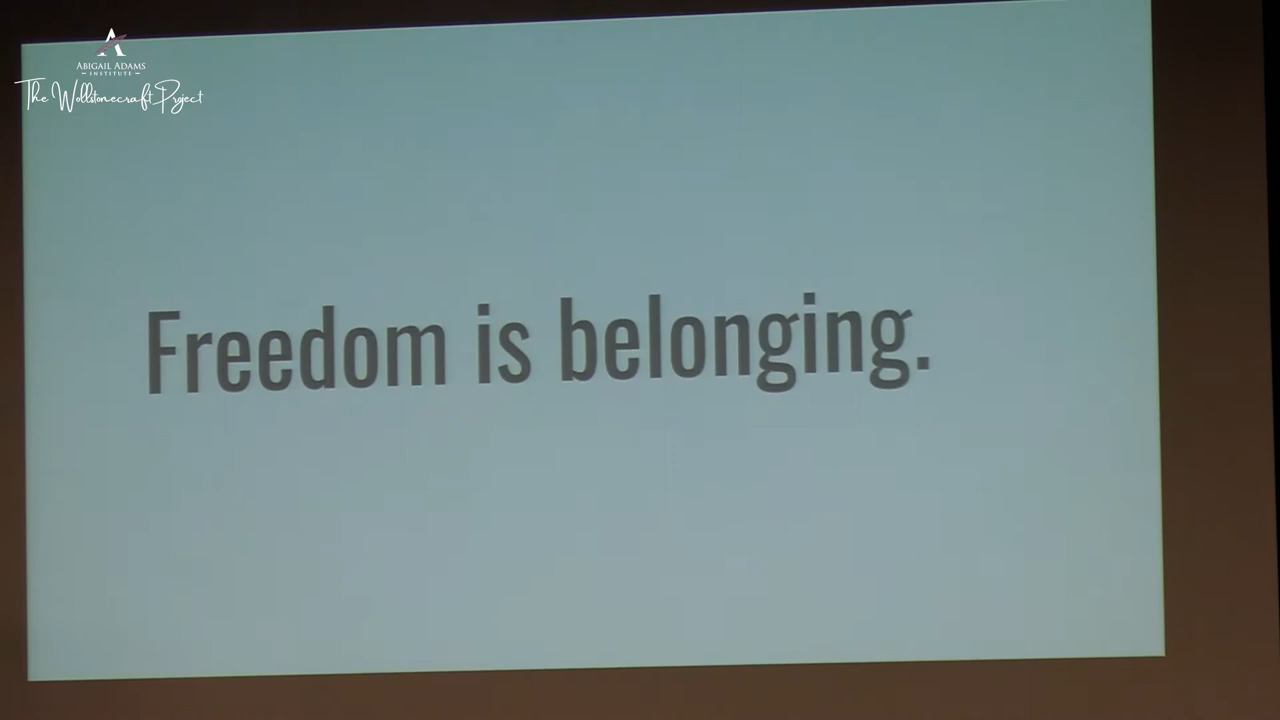 ABIGAIL ADAMS
INSTITUTE
The Wollstonecraft Project
Freedom is belonging.